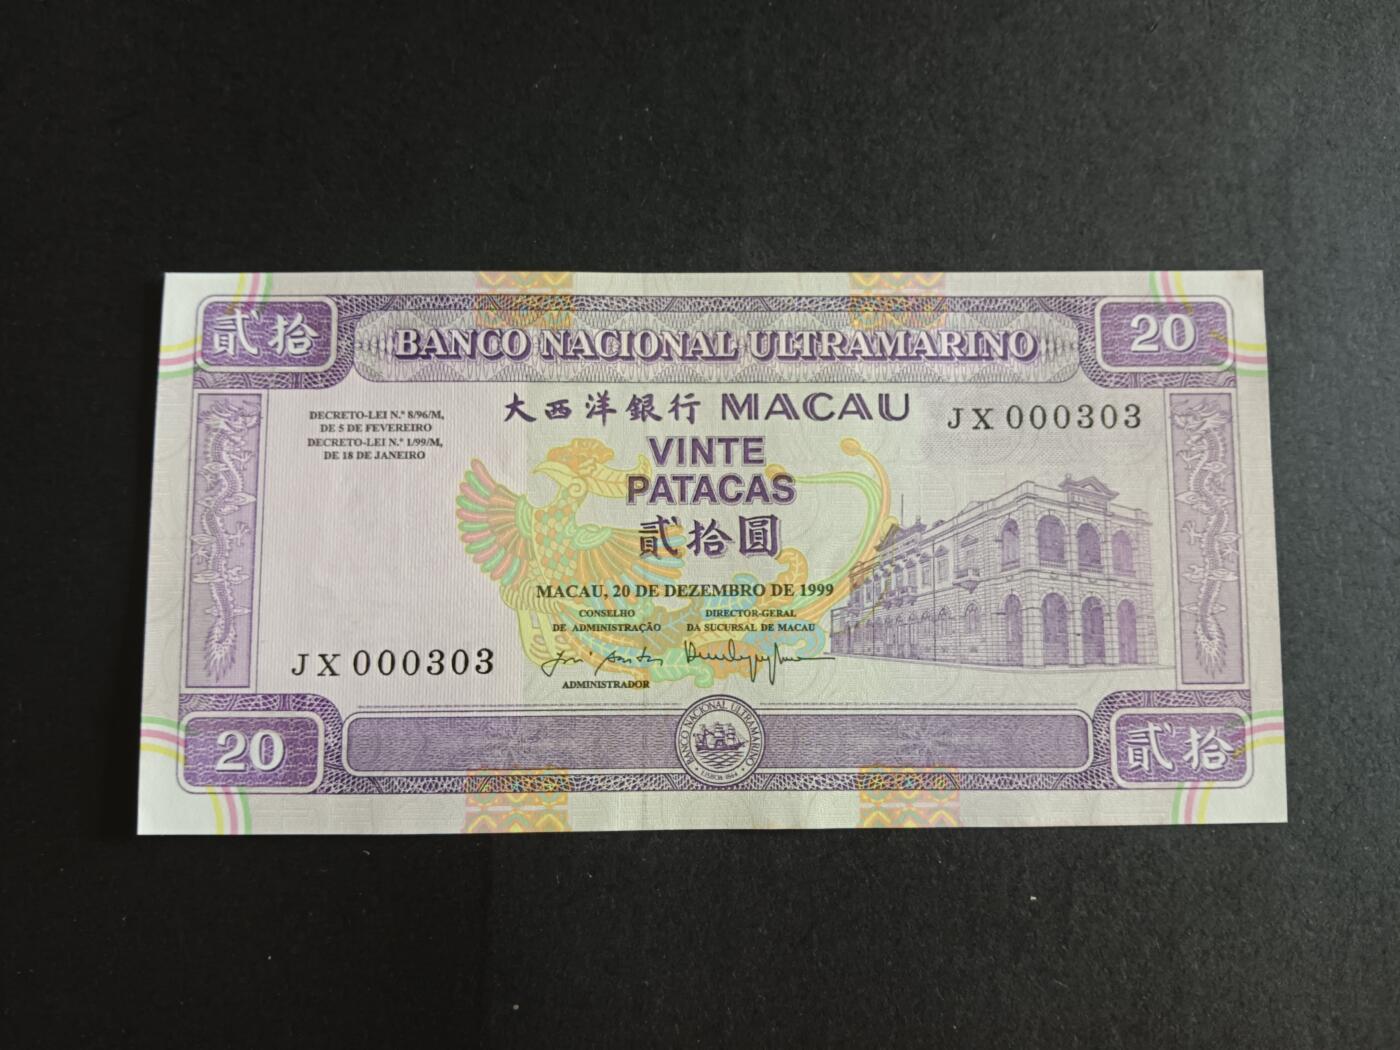 貳拾
BANCO NACIONAL ULTRAMARINO
20
大西洋銀行 MACAU
JX 000303
DECRETO-LEI N.º 8/96/M,
DE 5 DE FEVEREIRO
DECRETO-LEI N.º 1/99/M,
DE 18 DE JANEIRO
VINTE
PATACAS
貳拾圓
MACAU, 20 DE DEZEMBRO DE 1999
CONSELHO
DE ADMINISTRAÇÃO
DIRECTOR-GERAL
DA SUCURSAL DE MACAU
JX 000303
ADMINISTRADOR
20
BANCO NACIONAL ULTRAMARINO
LISBOA 1864
貳拾